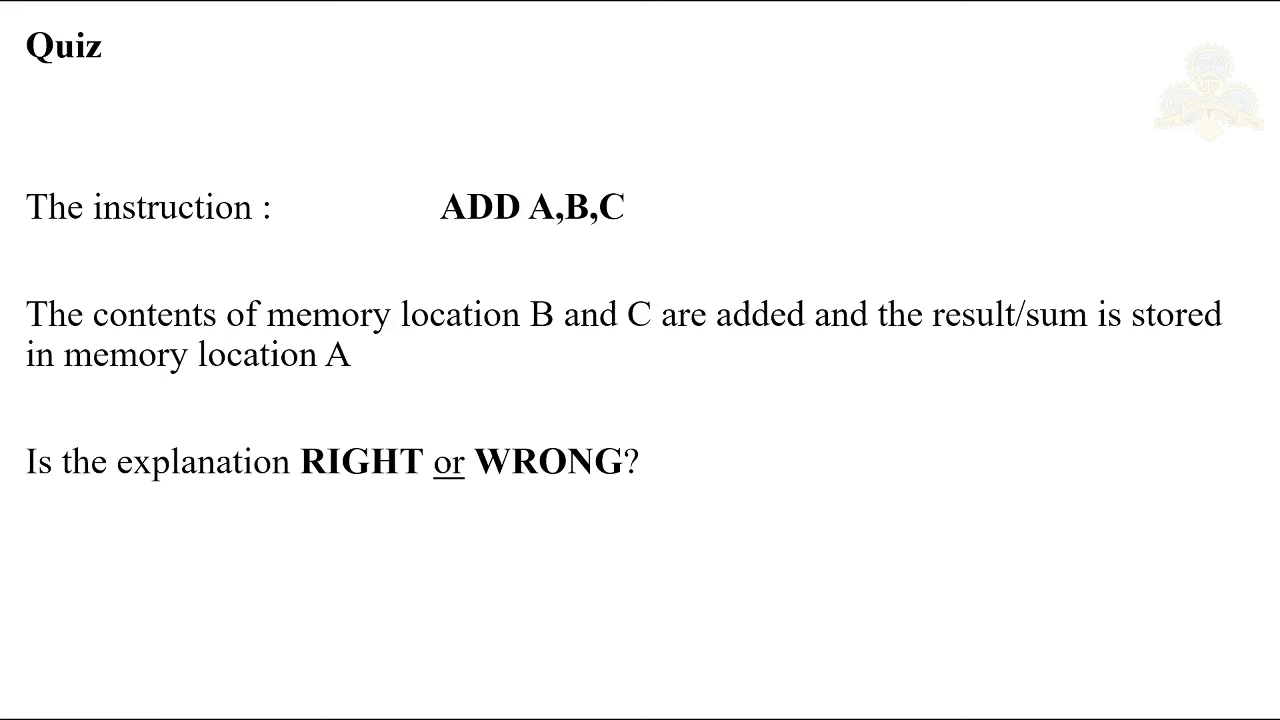 Quiz
The instruction : ADD A,B,C
The contents of memory location B and C are added and the result/sum is stored
in memory location A
Is the explanation RIGHT or WRONG?